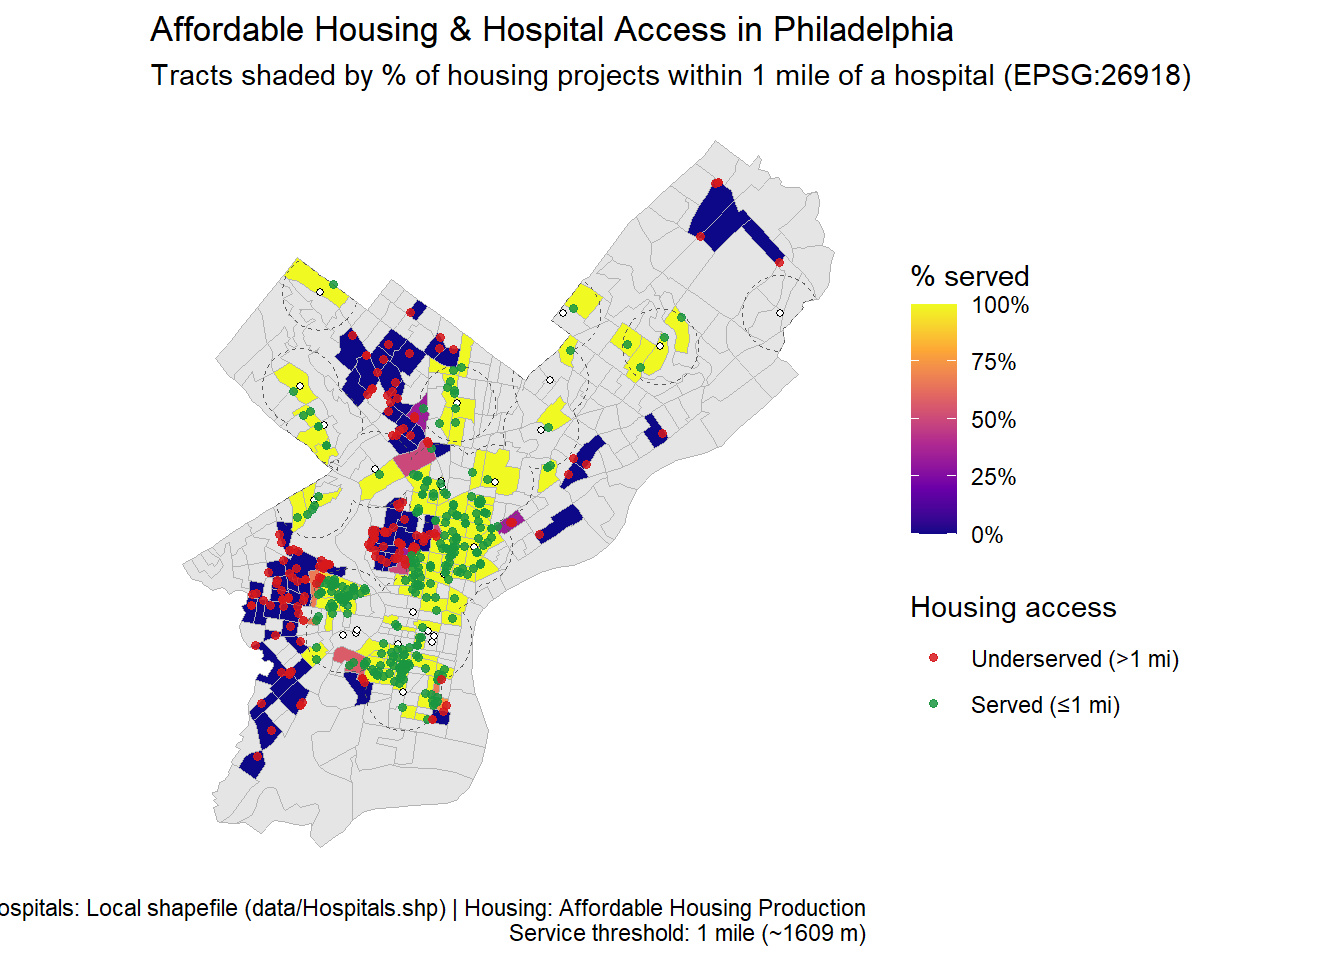 Affordable Housing & Hospital Access in Philadelphia
Tracts shaded by % of housing projects within 1 mile of a hospital (EPSG:26918)
% served
100%
75%
50%
25%
0%
Housing access
Underserved (>1 mi)
Served (≤1 mi)
ospitals: Local shapefile (data/Hospitals.shp) | Housing: Affordable Housing Production
Service threshold: 1 mile (~1609 m)